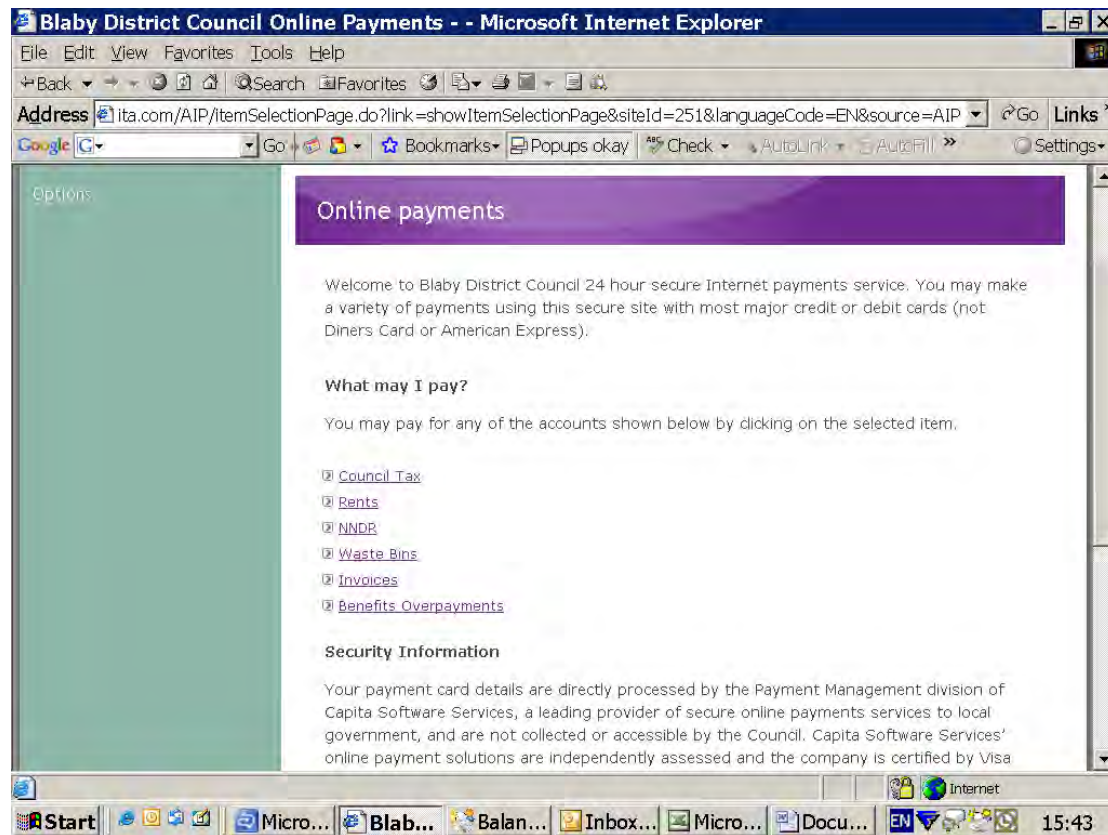 Blaby District Council Online Payments - - Microsoft Internet Explorer
File Edit View Favorites Tools Help
Back Search Favorites
Address ita.com/AIP/ItemSelectionPage.do?link=showItemSelectionPage&siteId=251&languageCode=EN&source=AIP Go Links
Google G Go Bookmarks Popups okay ABC Check AutoLink AutoFill » Settings
Options
Online payments
Welcome to Blaby District Council 24 hour secure Internet payments service. You may make
a variety of payments using this secure site with most major credit or debit cards (not
Diners Card or American Express).
What may I pay?
You may pay for any of the accounts shown below by clicking on the selected item.
Council Tax
Rents
NNDR
Waste Bins
Invoices
Benefits Overpayments
Security Information
Your payment card details are directly processed by the Payment Management division of
Capita Software Services, a leading provider of secure online payments services to local
government, and are not collected or accessible by the Council. Capita Software Services'
online payment solutions are independently assessed and the company is certified by Visa
Internet
Start Micro... Blab... Balan... Inbox... Micro... Docu... EN 15:43